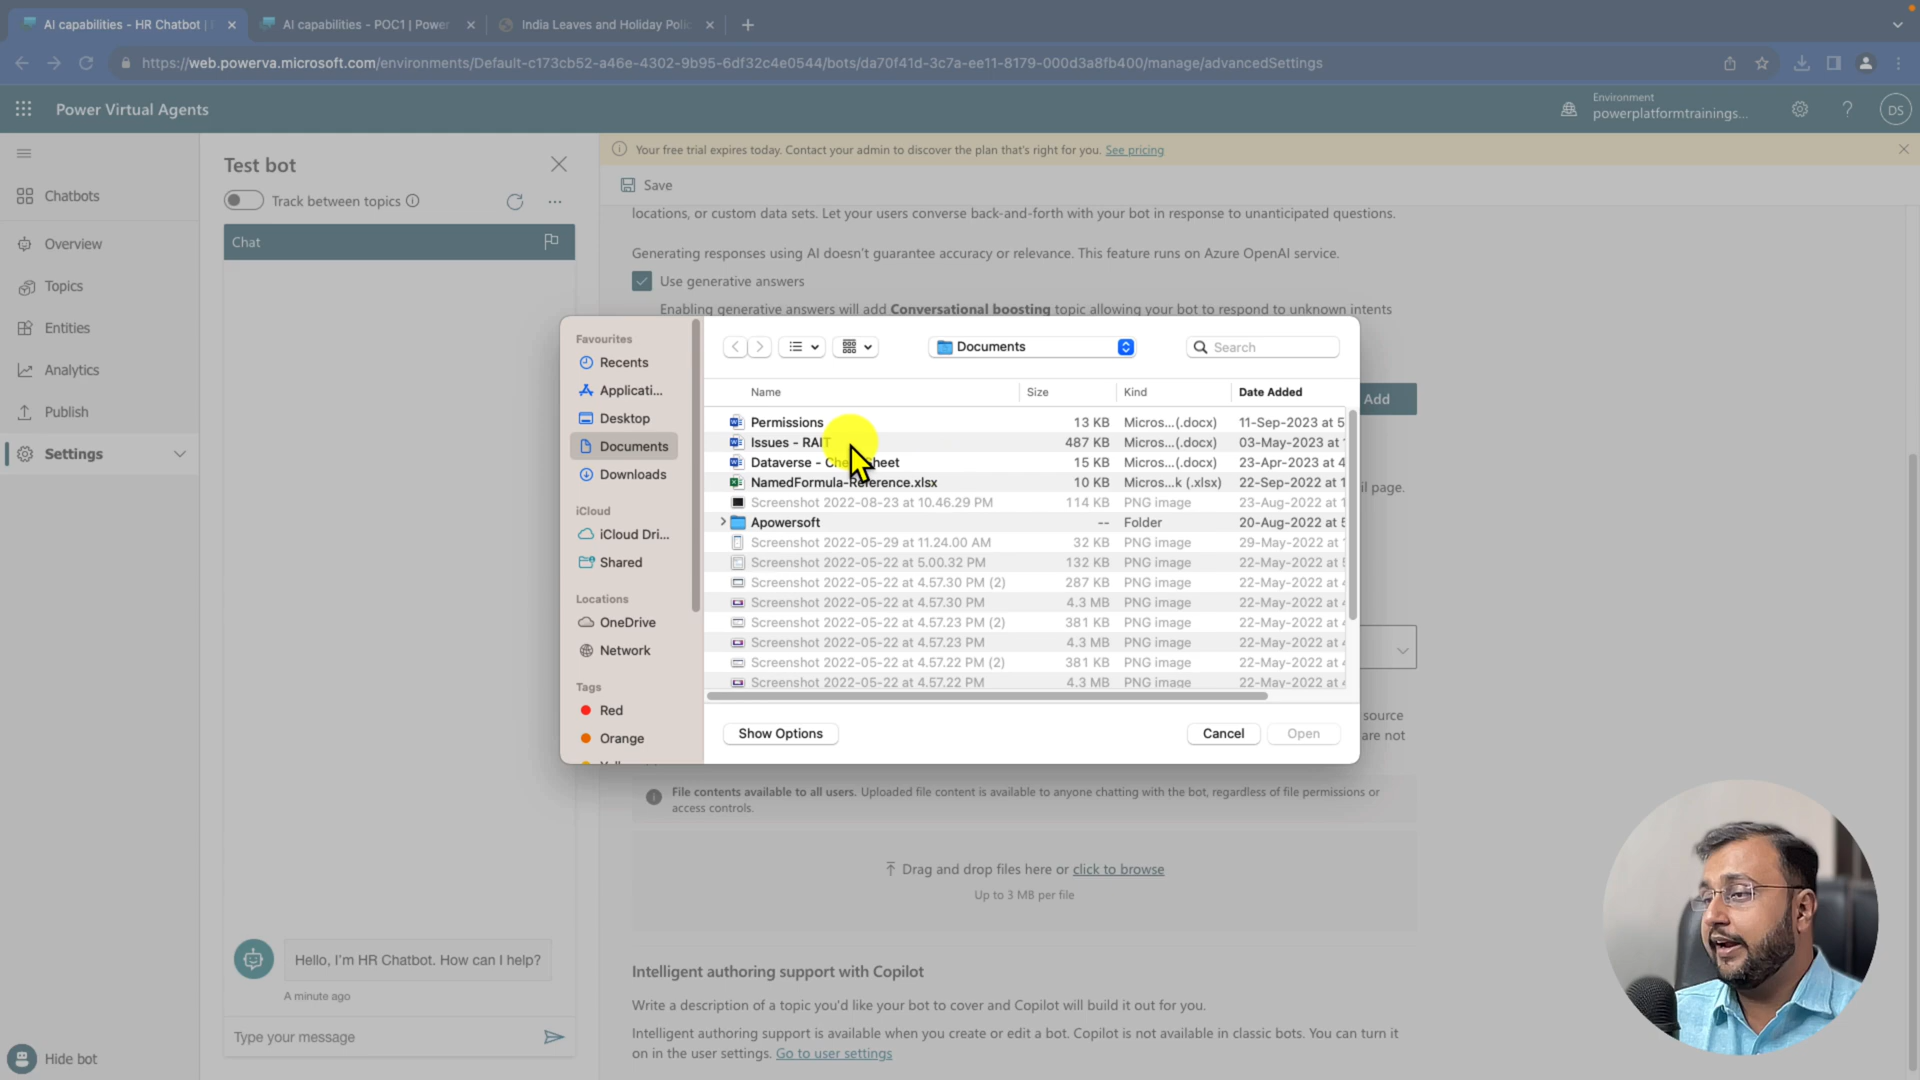 AI capabilities - HR Chatbot |
AI capabilities - POC1 | Power
India Leaves and Holiday Polic
https://web.powerva.microsoft.com/environments/Default-c173cb52-a46e-4302-9b95-6df32c4e0544/bots/da70f41d-3c7a-ee11-8179-000d3a8fb400/manage/advancedSettings
Power Virtual Agents
Environment
powerplatformtrainings...
DS
Chatbots
Overview
Topics
Entities
Analytics
Publish
Settings
Hide bot
Test bot
Track between topics
Chat
Hello, I'm HR Chatbot. How can I help?
A minute ago
Type your message
Your free trial expires today. Contact your admin to discover the plan that's right for you. See pricing
Save
locations, or custom data sets. Let your users converse back-and-forth with your bot in response to unanticipated questions.
Generating responses using AI doesn't guarantee accuracy or relevance. This feature runs on Azure OpenAI service.
Use generative answers
Enabling generative answers will add Conversational boosting topic allowing your bot to respond to unknown intents
Add
il page.
source
are not
Favourites
Recents
Applicati...
Desktop
Documents
Downloads
iCloud
iCloud Dri...
Shared
Locations
OneDrive
Network
Tags
Red
Orange
Documents
Search
Name Size Kind Date Added
Permissions 13 KB Micros...(.docx) 11-Sep-2023 at 5
Issues - RAIT 487 KB Micros...(.docx) 03-May-2023 at
Dataverse - Cheat Sheet 15 KB Micros...(.docx) 23-Apr-2023 at 4
NamedFormula-Reference.xlsx 10 KB Micros...k (.xlsx) 22-Sep-2022 at 1
Screenshot 2022-08-23 at 10.46.29 PM 114 KB PNG image 23-Aug-2022 at
Apowersoft -- Folder 20-Aug-2022 at 5
Screenshot 2022-05-29 at 11.24.00 AM 32 KB PNG image 29-May-2022 at
Screenshot 2022-05-22 at 5.00.32 PM 132 KB PNG image 22-May-2022 at
Screenshot 2022-05-22 at 4.57.30 PM (2) 287 KB PNG image 22-May-2022 at
Screenshot 2022-05-22 at 4.57.30 PM 4.3 MB PNG image 22-May-2022 at
Screenshot 2022-05-22 at 4.57.23 PM (2) 381 KB PNG image 22-May-2022 at
Screenshot 2022-05-22 at 4.57.23 PM 4.3 MB PNG image 22-May-2022 at
Screenshot 2022-05-22 at 4.57.22 PM (2) 381 KB PNG image 22-May-2022 at
Screenshot 2022-05-22 at 4.57.22 PM 4.3 MB PNG image 22-May-2022 at
Show Options
Cancel
Open
File contents available to all users. Uploaded file content is available to anyone chatting with the bot, regardless of file permissions or
access controls.
Drag and drop files here or click to browse
Up to 3 MB per file
Intelligent authoring support with Copilot
Write a description of a topic you'd like your bot to cover and Copilot will build it out for you.
Intelligent authoring support is available when you create or edit a bot. Copilot is not available in classic bots. You can turn it
on in the user settings. Go to user settings